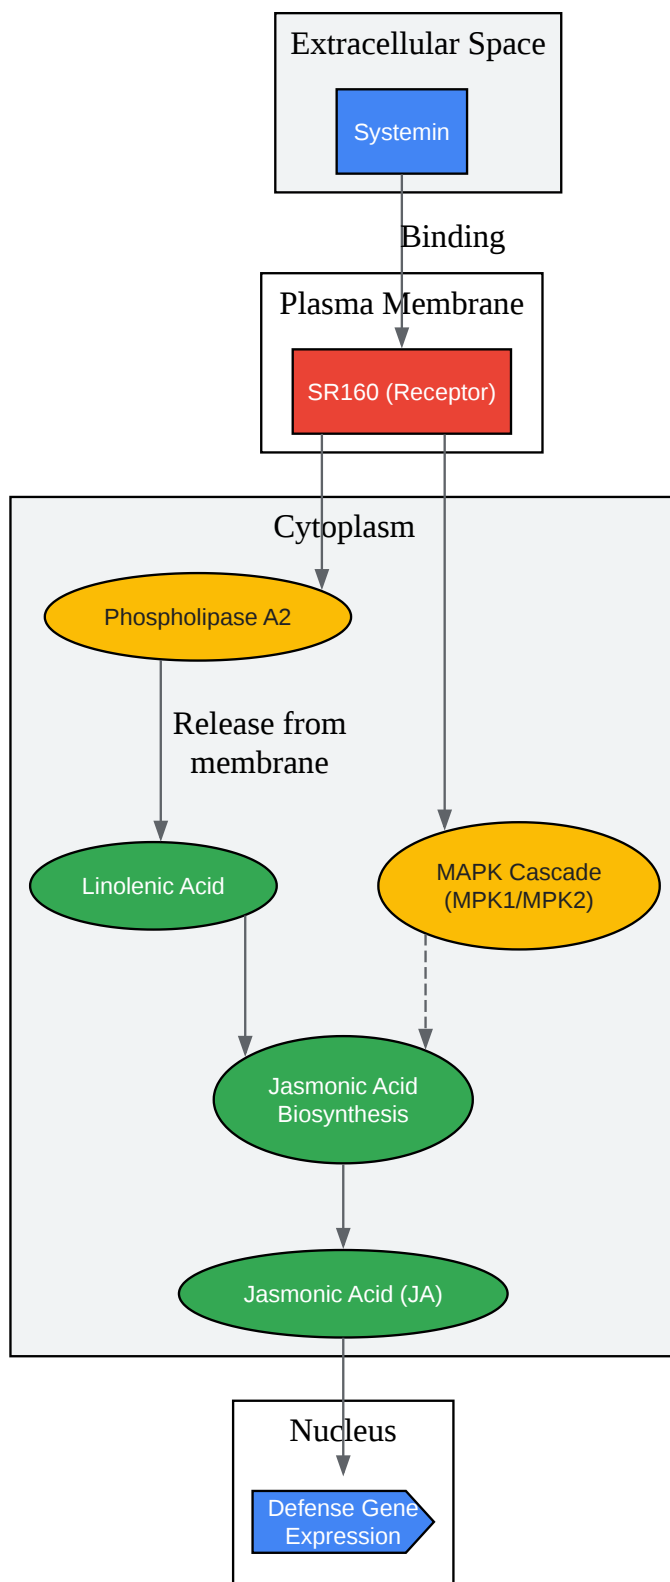 Extracellular Space
Systemin
Binding
Plasma Membrane
SR160 (Receptor)
Cytoplasm
Phospholipase A2
Release from
membrane
Linolenic Acid
MAPK Cascade
(MPK1/MPK2)
Jasmonic Acid
Biosynthesis
Jasmonic Acid (JA)
Nucleus
Defense Gene
Expression